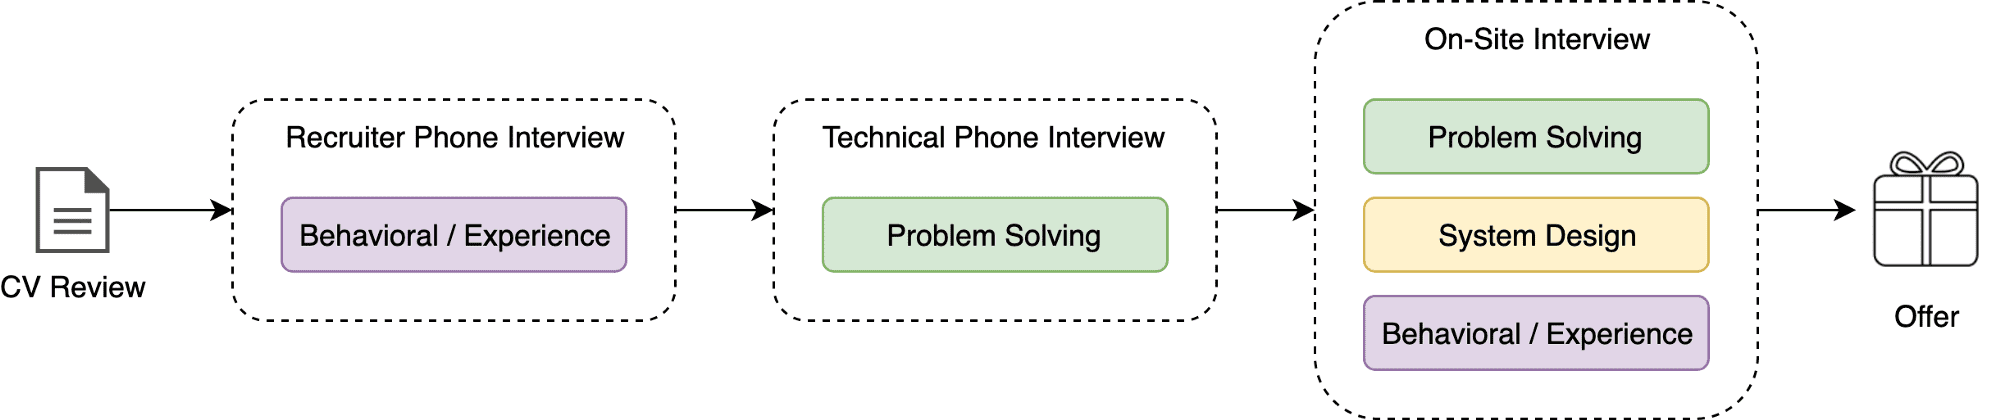 CV Review
Recruiter Phone Interview
Behavioral / Experience
Technical Phone Interview
Problem Solving
On-Site Interview
Problem Solving
System Design
Behavioral / Experience
Offer